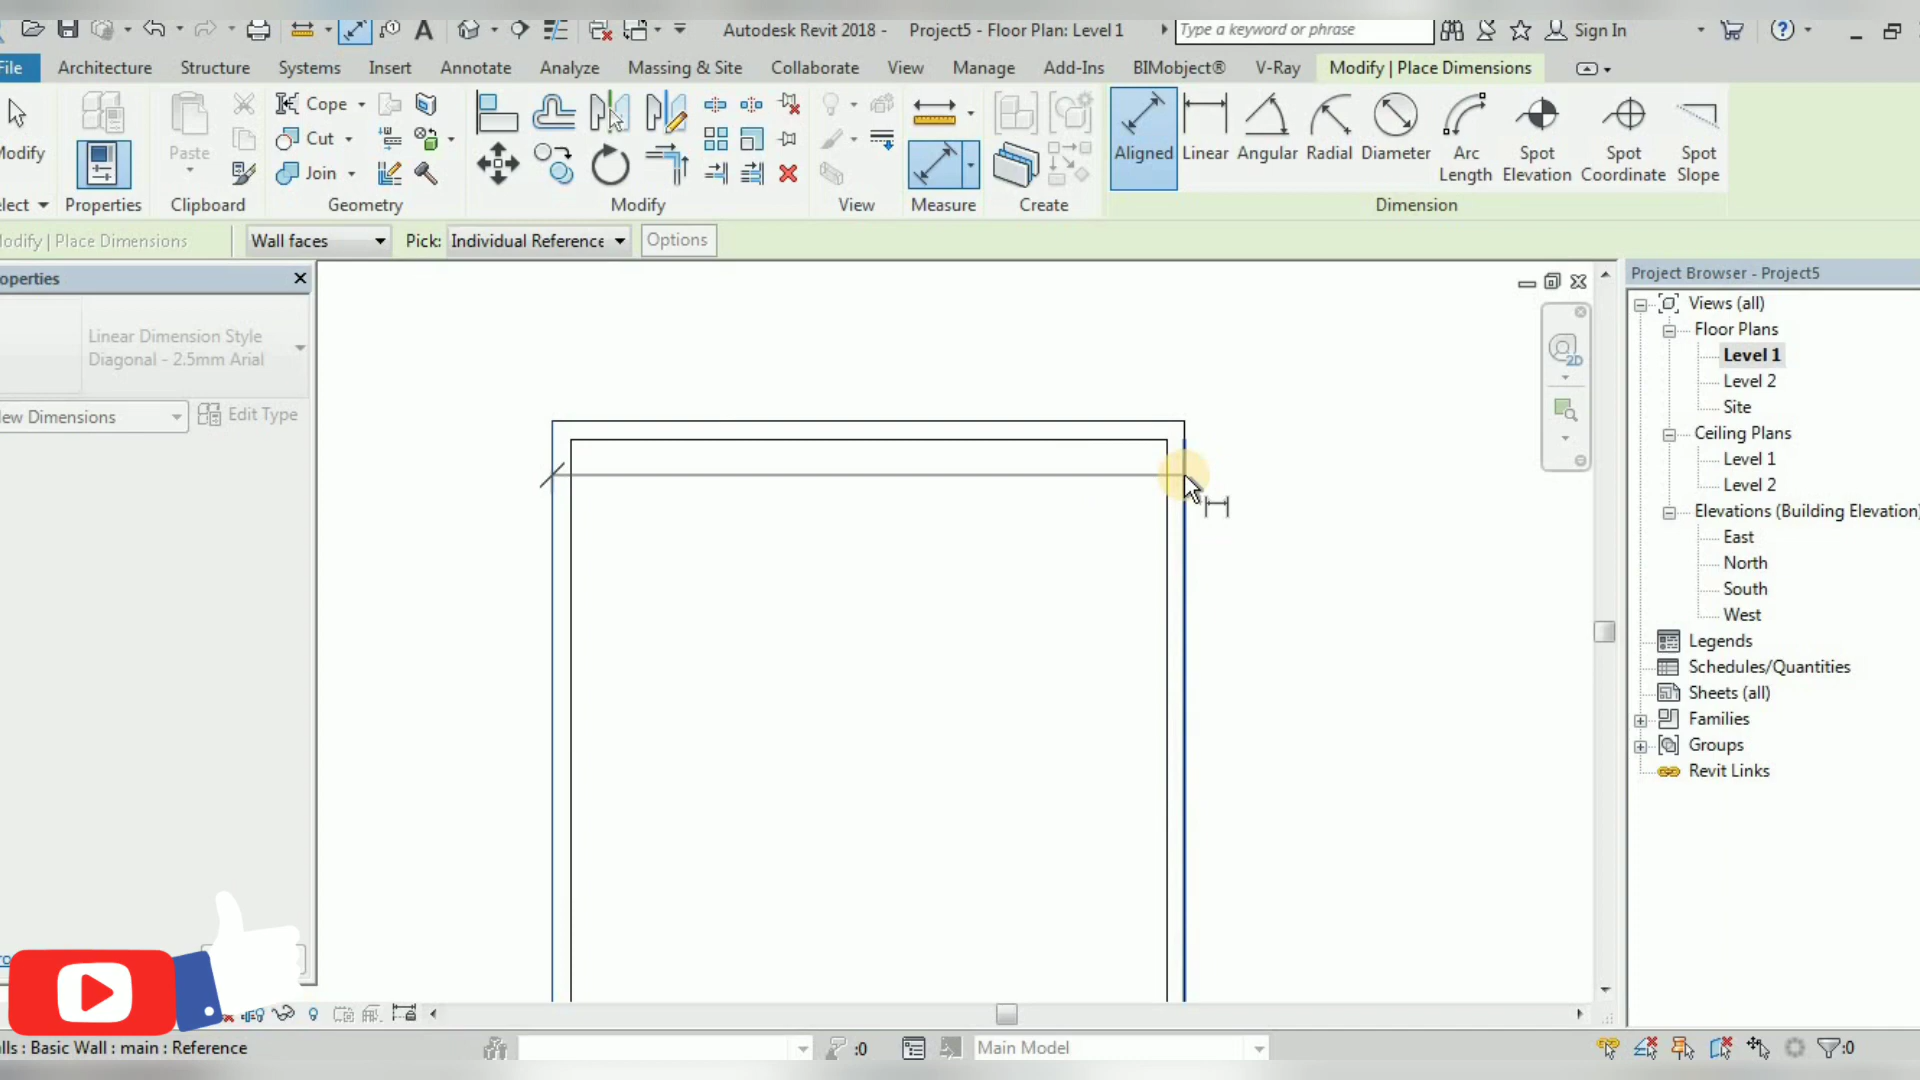 Autodesk Revit 2018 - Project5 - Floor Plan: Level 1 Type a keyword or phrase Sign In
File Architecture Structure Systems Insert Annotate Analyze Massing & Site Collaborate View Manage Add-Ins BIMobject® V-Ray Modify | Place Dimensions
Modify Paste Cope Cut Join Aligned Linear Angular Radial Diameter Arc Length Spot Elevation Spot Coordinate Spot Slope
lect Properties Clipboard Geometry Modify View Measure Create Dimension
odify | Place Dimensions Wall faces Pick: Individual Reference Options
operties
Linear Dimension Style
Diagonal - 2.5mm Arial
ew Dimensions Edit Type
2D
Project Browser - Project5
Views (all)
Floor Plans
Level 1
Level 2
Site
Ceiling Plans
Level 1
Level 2
Elevations (Building Elevation)
East
North
South
West
Legends
Schedules/Quantities
Sheets (all)
Families
Groups
Revit Links
lls : Basic Wall : main : Reference :0 Main Model :0